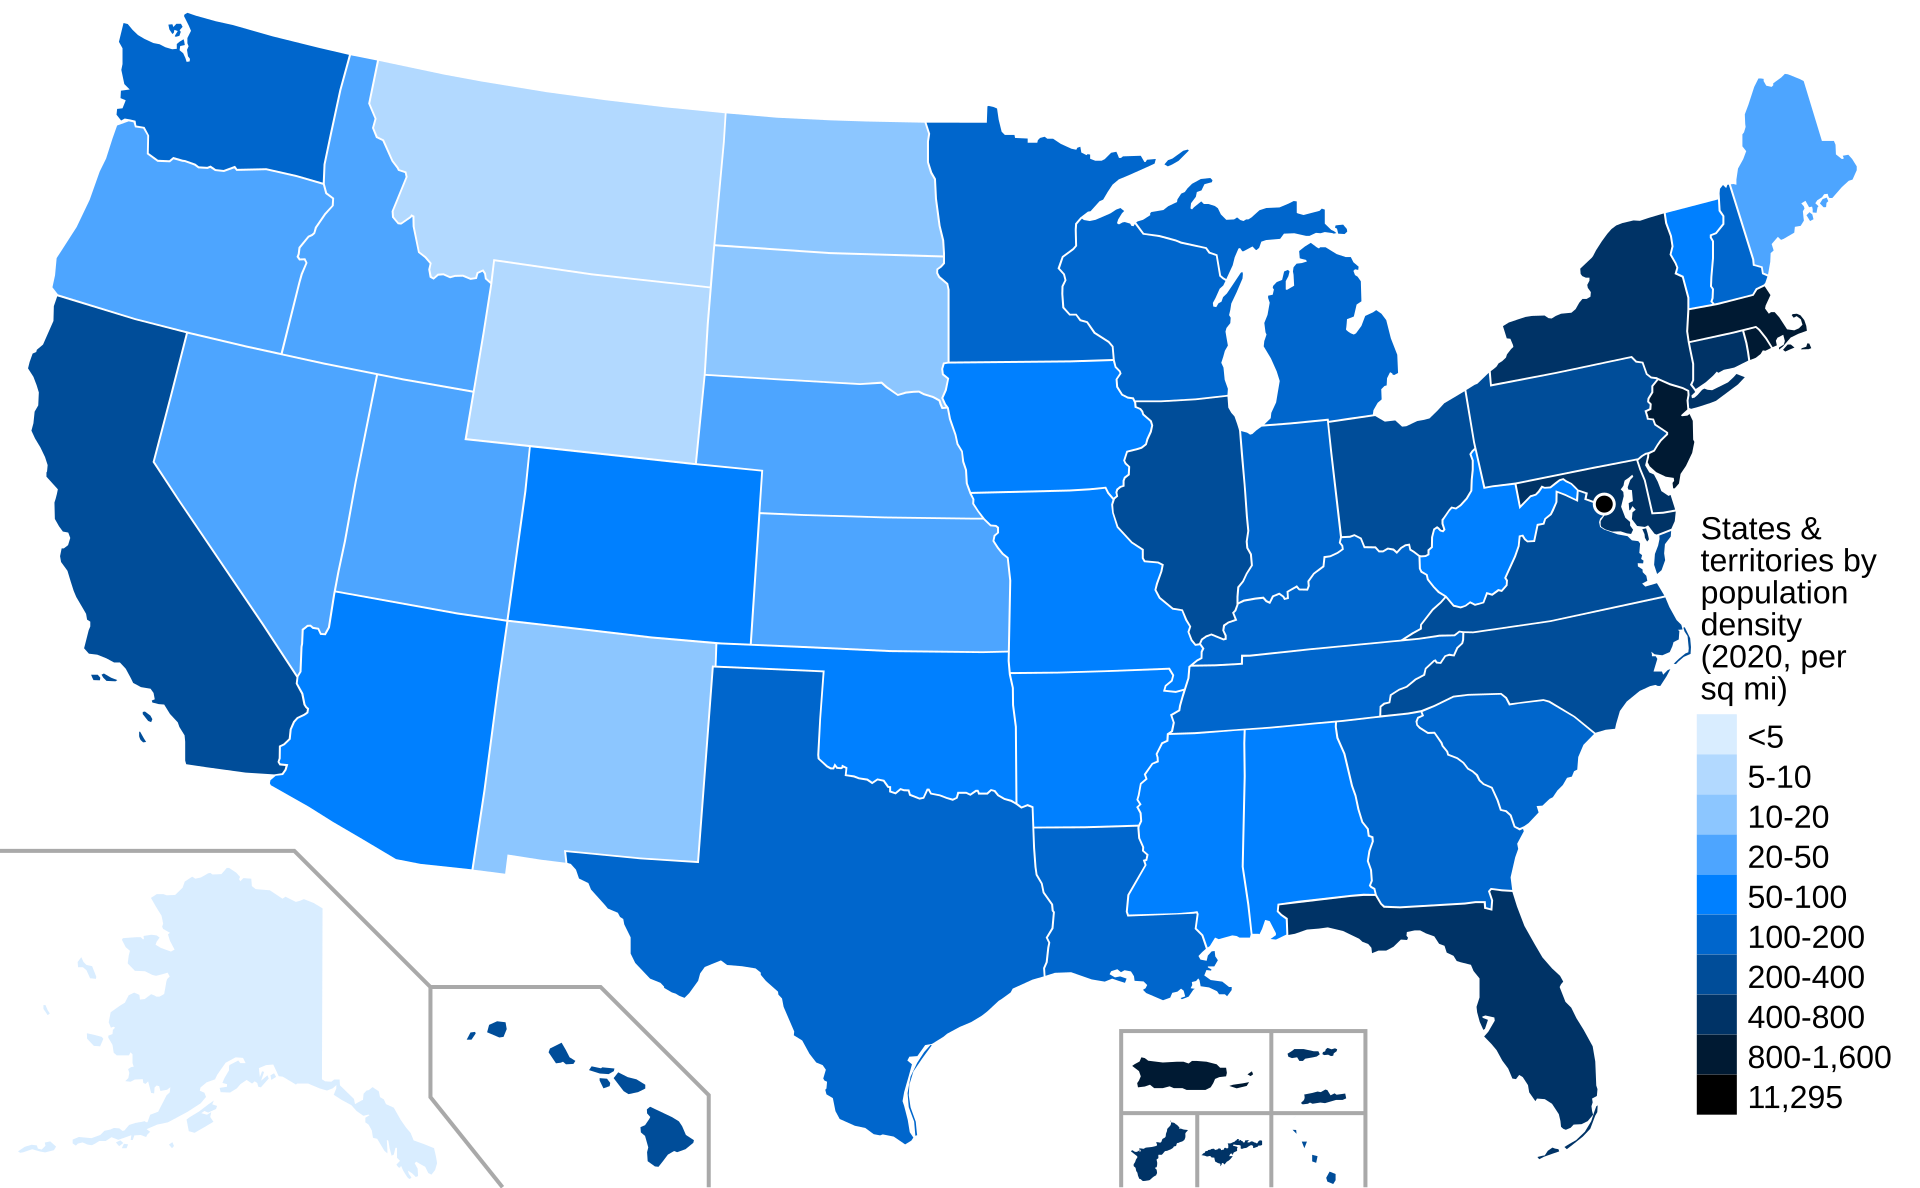 States &
territories by
population
density
(2020, per
sq mi)
<5
5-10
10-20
20-50
50-100
100-200
200-400
400-800
800-1,600
11,295